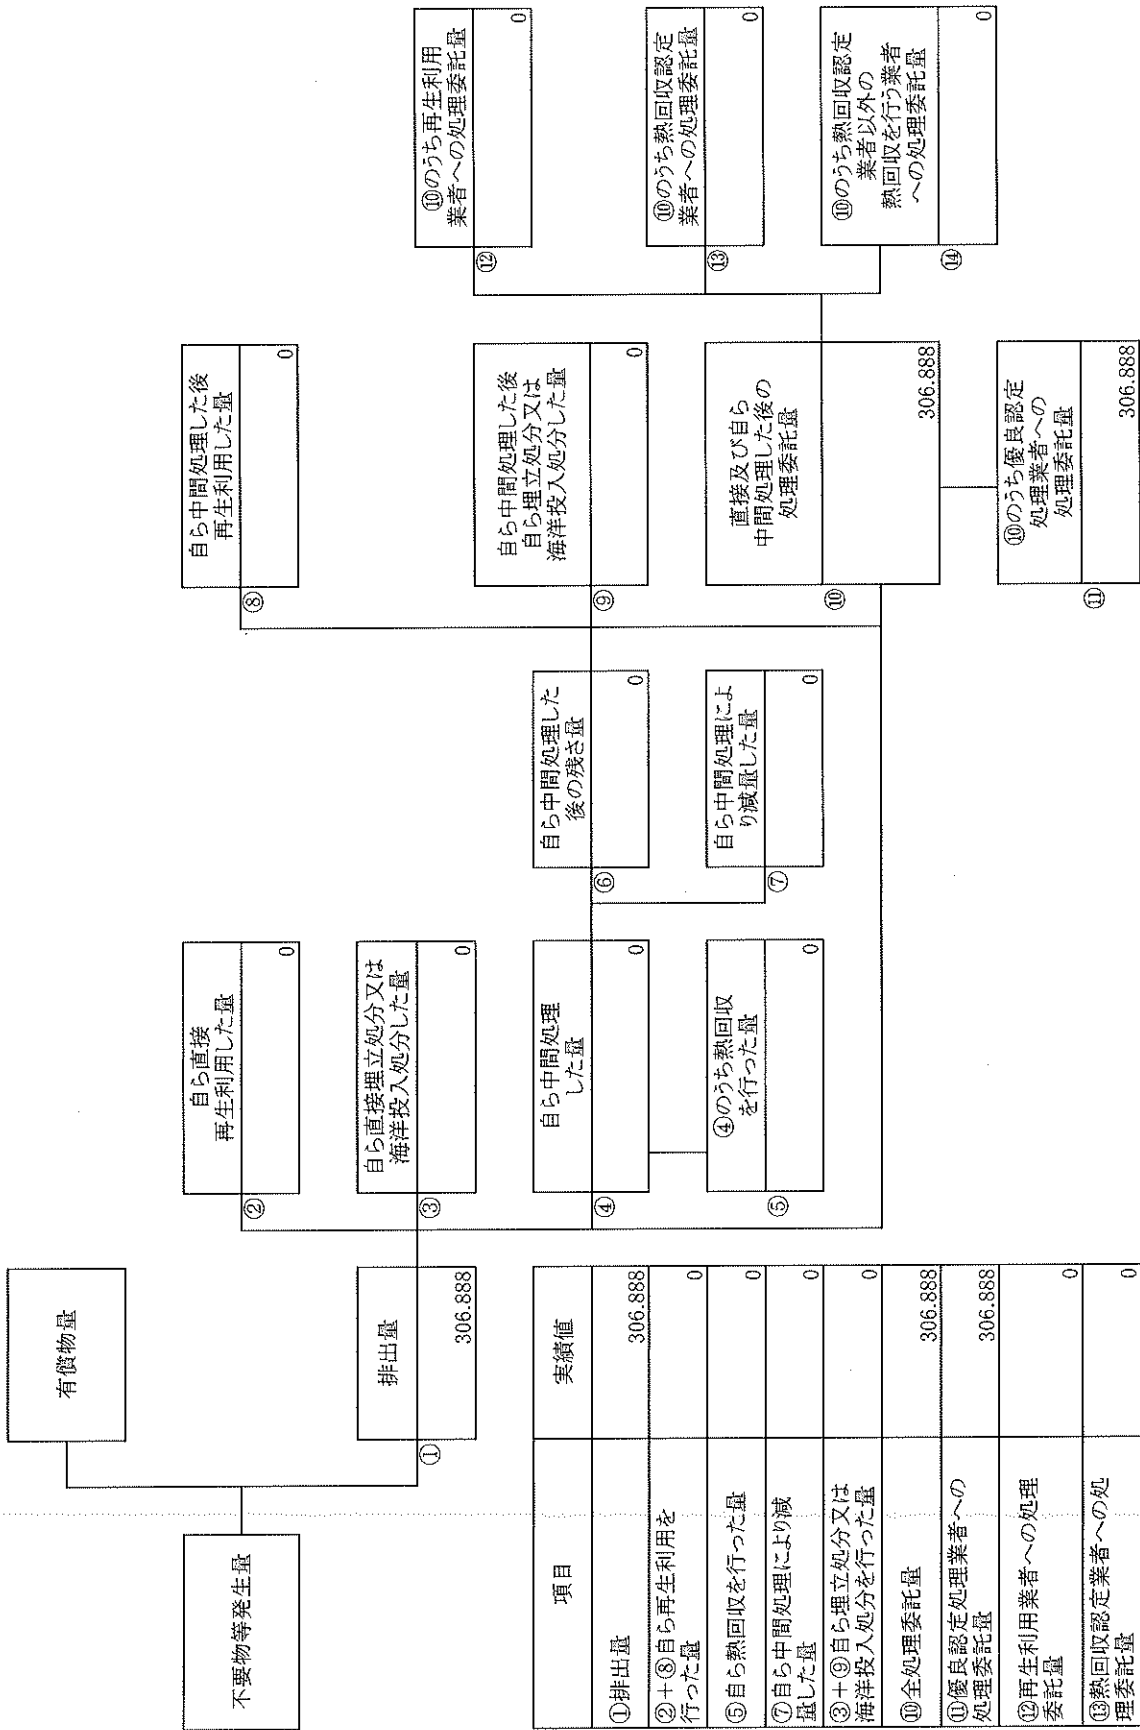 不要物等発生量
有償物量
①
排出量
306.888
②
自ら直接
再生利用した量
0
③
自ら直接埋立処分又は
海洋投入処分した量
0
④
自ら中間処理
した量
0
⑤
④のうち熱回収
を行った量
0
⑥
自ら中間処理した
後の残さ量
0
⑦
自ら中間処理によ
り減量した量
0
⑧
自ら中間処理した後
再生利用した量
0
⑨
自ら中間処理した後
自ら埋立処分又は
海洋投入処分した量
0
⑩
直接及び自ら
中間処理した後の
処理委託量
306.888
⑪
⑩のうち優良認定
処理業者への
処理委託量
306.888
⑫
⑩のうち再生利用
業者への処理委託量
0
⑬
⑩のうち熱回収認定
業者への処理委託量
0
⑭
⑩のうち熱回収認定
業者以外の
熱回収を行う業者
への処理委託量
0
項目 実績値
①排出量 306.888
②+⑧自ら再生利用を
行った量 0
⑤自ら熱回収を行った量 0
⑦自ら中間処理により減
量した量 0
③+⑨自ら埋立処分又は
海洋投入処分を行った量 0
⑩全処理委託量 306.888
⑪優良認定処理業者への
処理委託量 306.888
⑫再生利用業者への処理
委託量 0
⑬熱回収認定業者への処
理委託量 0